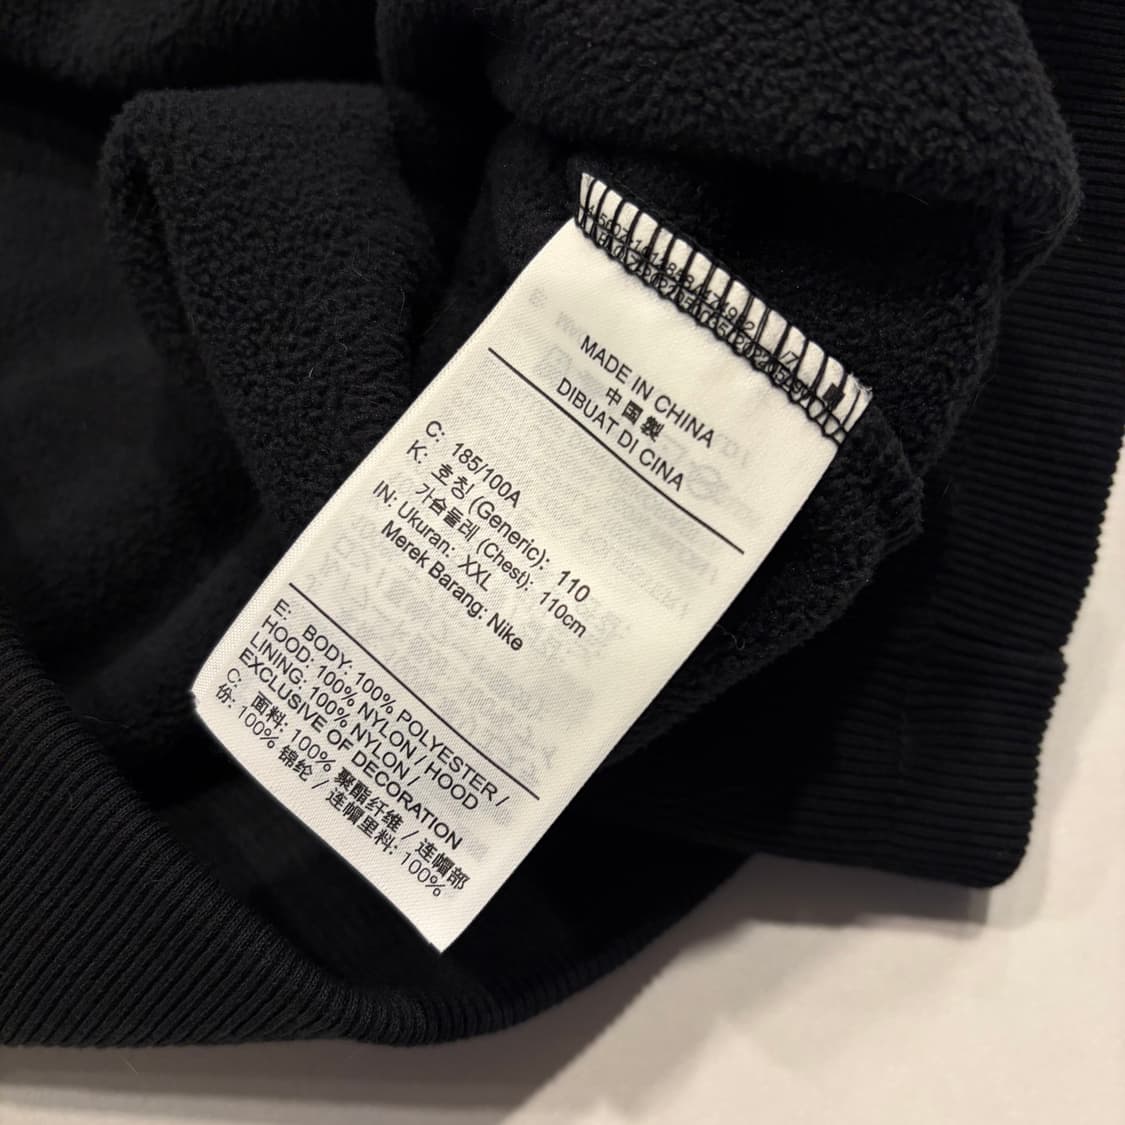 MADE IN CHINA
中国製
DIBUAT DI CINA
C: 185/100A
K: 호칭 (Generic): 110
가슴둘레 (Chest): 110cm
IN: Ukuran: XXL
Merek Barang: Nike
E: BODY: 100% POLYESTER /
HOOD: 100% NYLON / HOOD
LINING: 100% NYLON /
EXCLUSIVE OF DECORATION
C: 面料: 100% 聚酯纤维 / 连帽部
份: 100% 锦纶 / 连帽里料: 100%